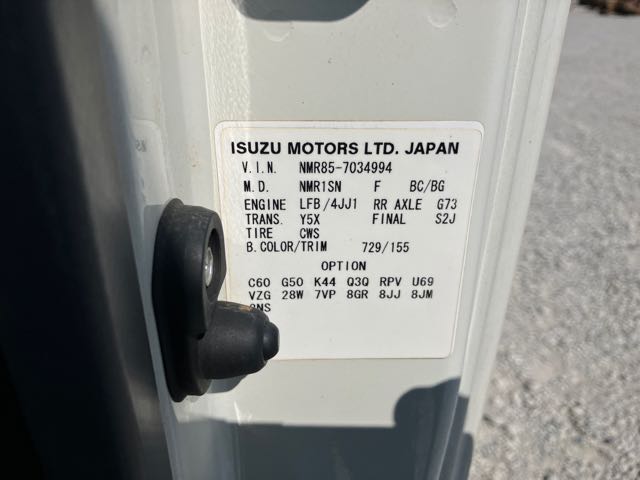 ISUZU MOTORS LTD. JAPAN
V.I.N. NMR85-7034994
M.D. NMR1SN F BC/BG
ENGINE LFB/4JJ1 RR AXLE G73
TRANS. Y5X FINAL S2J
TIRE CWS
B.COLOR/TRIM 729/155
OPTION
C60 G50 K44 Q3Q RPV U69
VZG 28W 7VP 8GR 8JJ 8JM